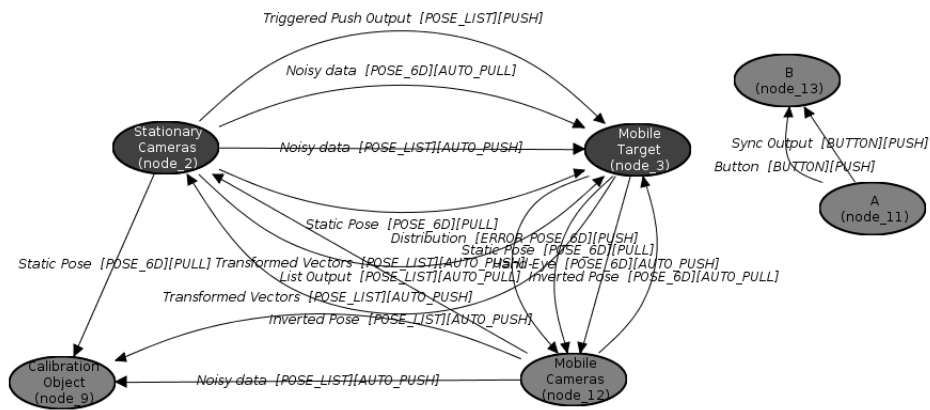 Triggered Push Output [POSE_LIST][PUSH]
Noisy data [POSE_6D][AUTO_PULL]
B
(node_13)
Stationary
Cameras
(node_2)
Noisy data [POSE_LIST][AUTO_PUSH]
Mobile
Target
(node_3)
Sync Output [BUTTON][PUSH]
Button [BUTTON][PUSH]
A
(node_11)
Static Pose [POSE_6D][PULL]
Distribution [ERROR_POSE_6D][PUSH]
Static Pose [POSE_6D][PULL]
Static Pose [POSE_6D][PULL]
Transformed Vectors [POSE_LIST][AUTO_PUSH]
Hand-Eye [POSE_6D][AUTO_PUSH]
List Output [POSE_LIST][AUTO_PULL]
Inverted Pose [POSE_6D][AUTO_PULL]
Transformed Vectors [POSE_LIST][AUTO_PUSH]
Inverted Pose [POSE_LIST][AUTO_PUSH]
Calibration
Object
(node_9)
Noisy data [POSE_LIST][AUTO_PUSH]
Mobile
Cameras
(node_12)